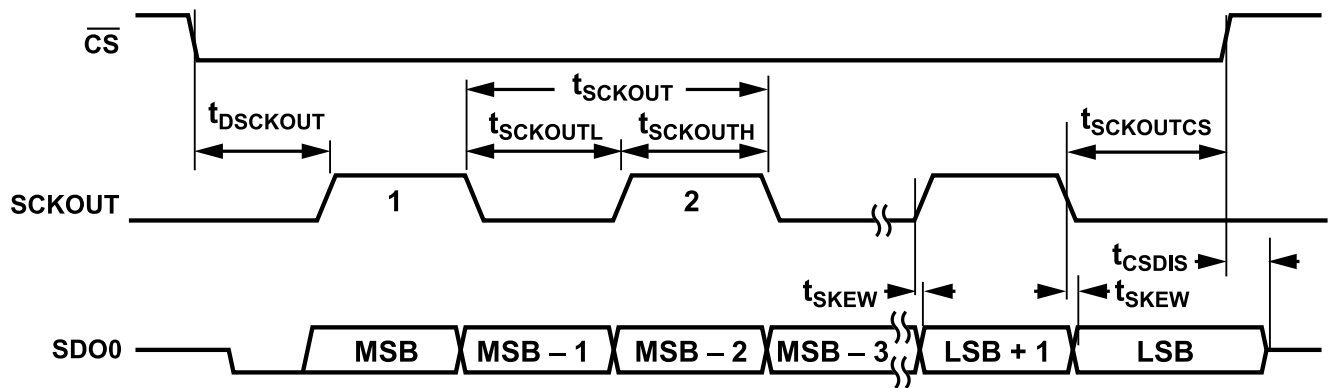 CS
tSCKOUT
tDSCKOUT
tSCKOUTL
tSCKOUTH
tSCKOUTCS
SCKOUT
1
2
tCSDIS
tSKEW
tSKEW
SDO0
MSB
MSB – 1
MSB – 2
MSB – 3
LSB + 1
LSB